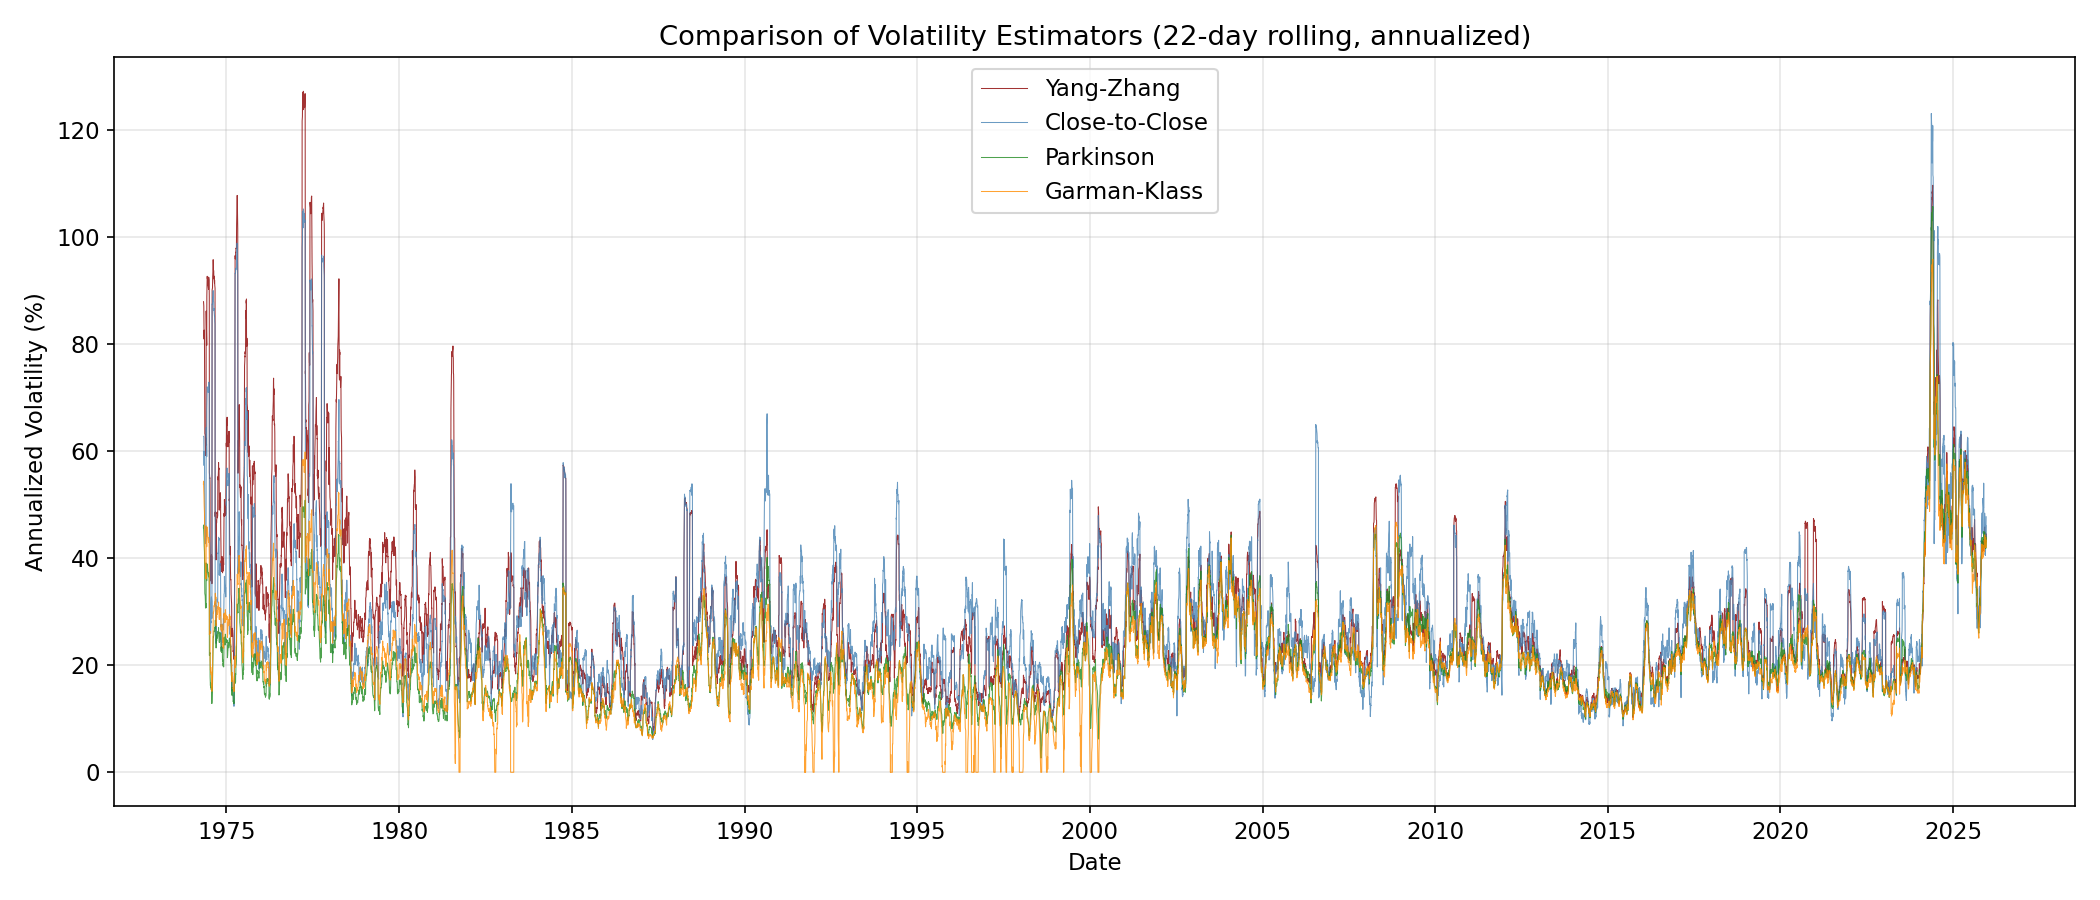 Comparison of Volatility Estimators (22-day rolling, annualized)
Yang-Zhang
Close-to-Close
Parkinson
Garman-Klass
Annualized Volatility (%)
120
100
80
60
40
20
0
1975 1980 1985 1990 1995 2000 2005 2010 2015 2020 2025
Date